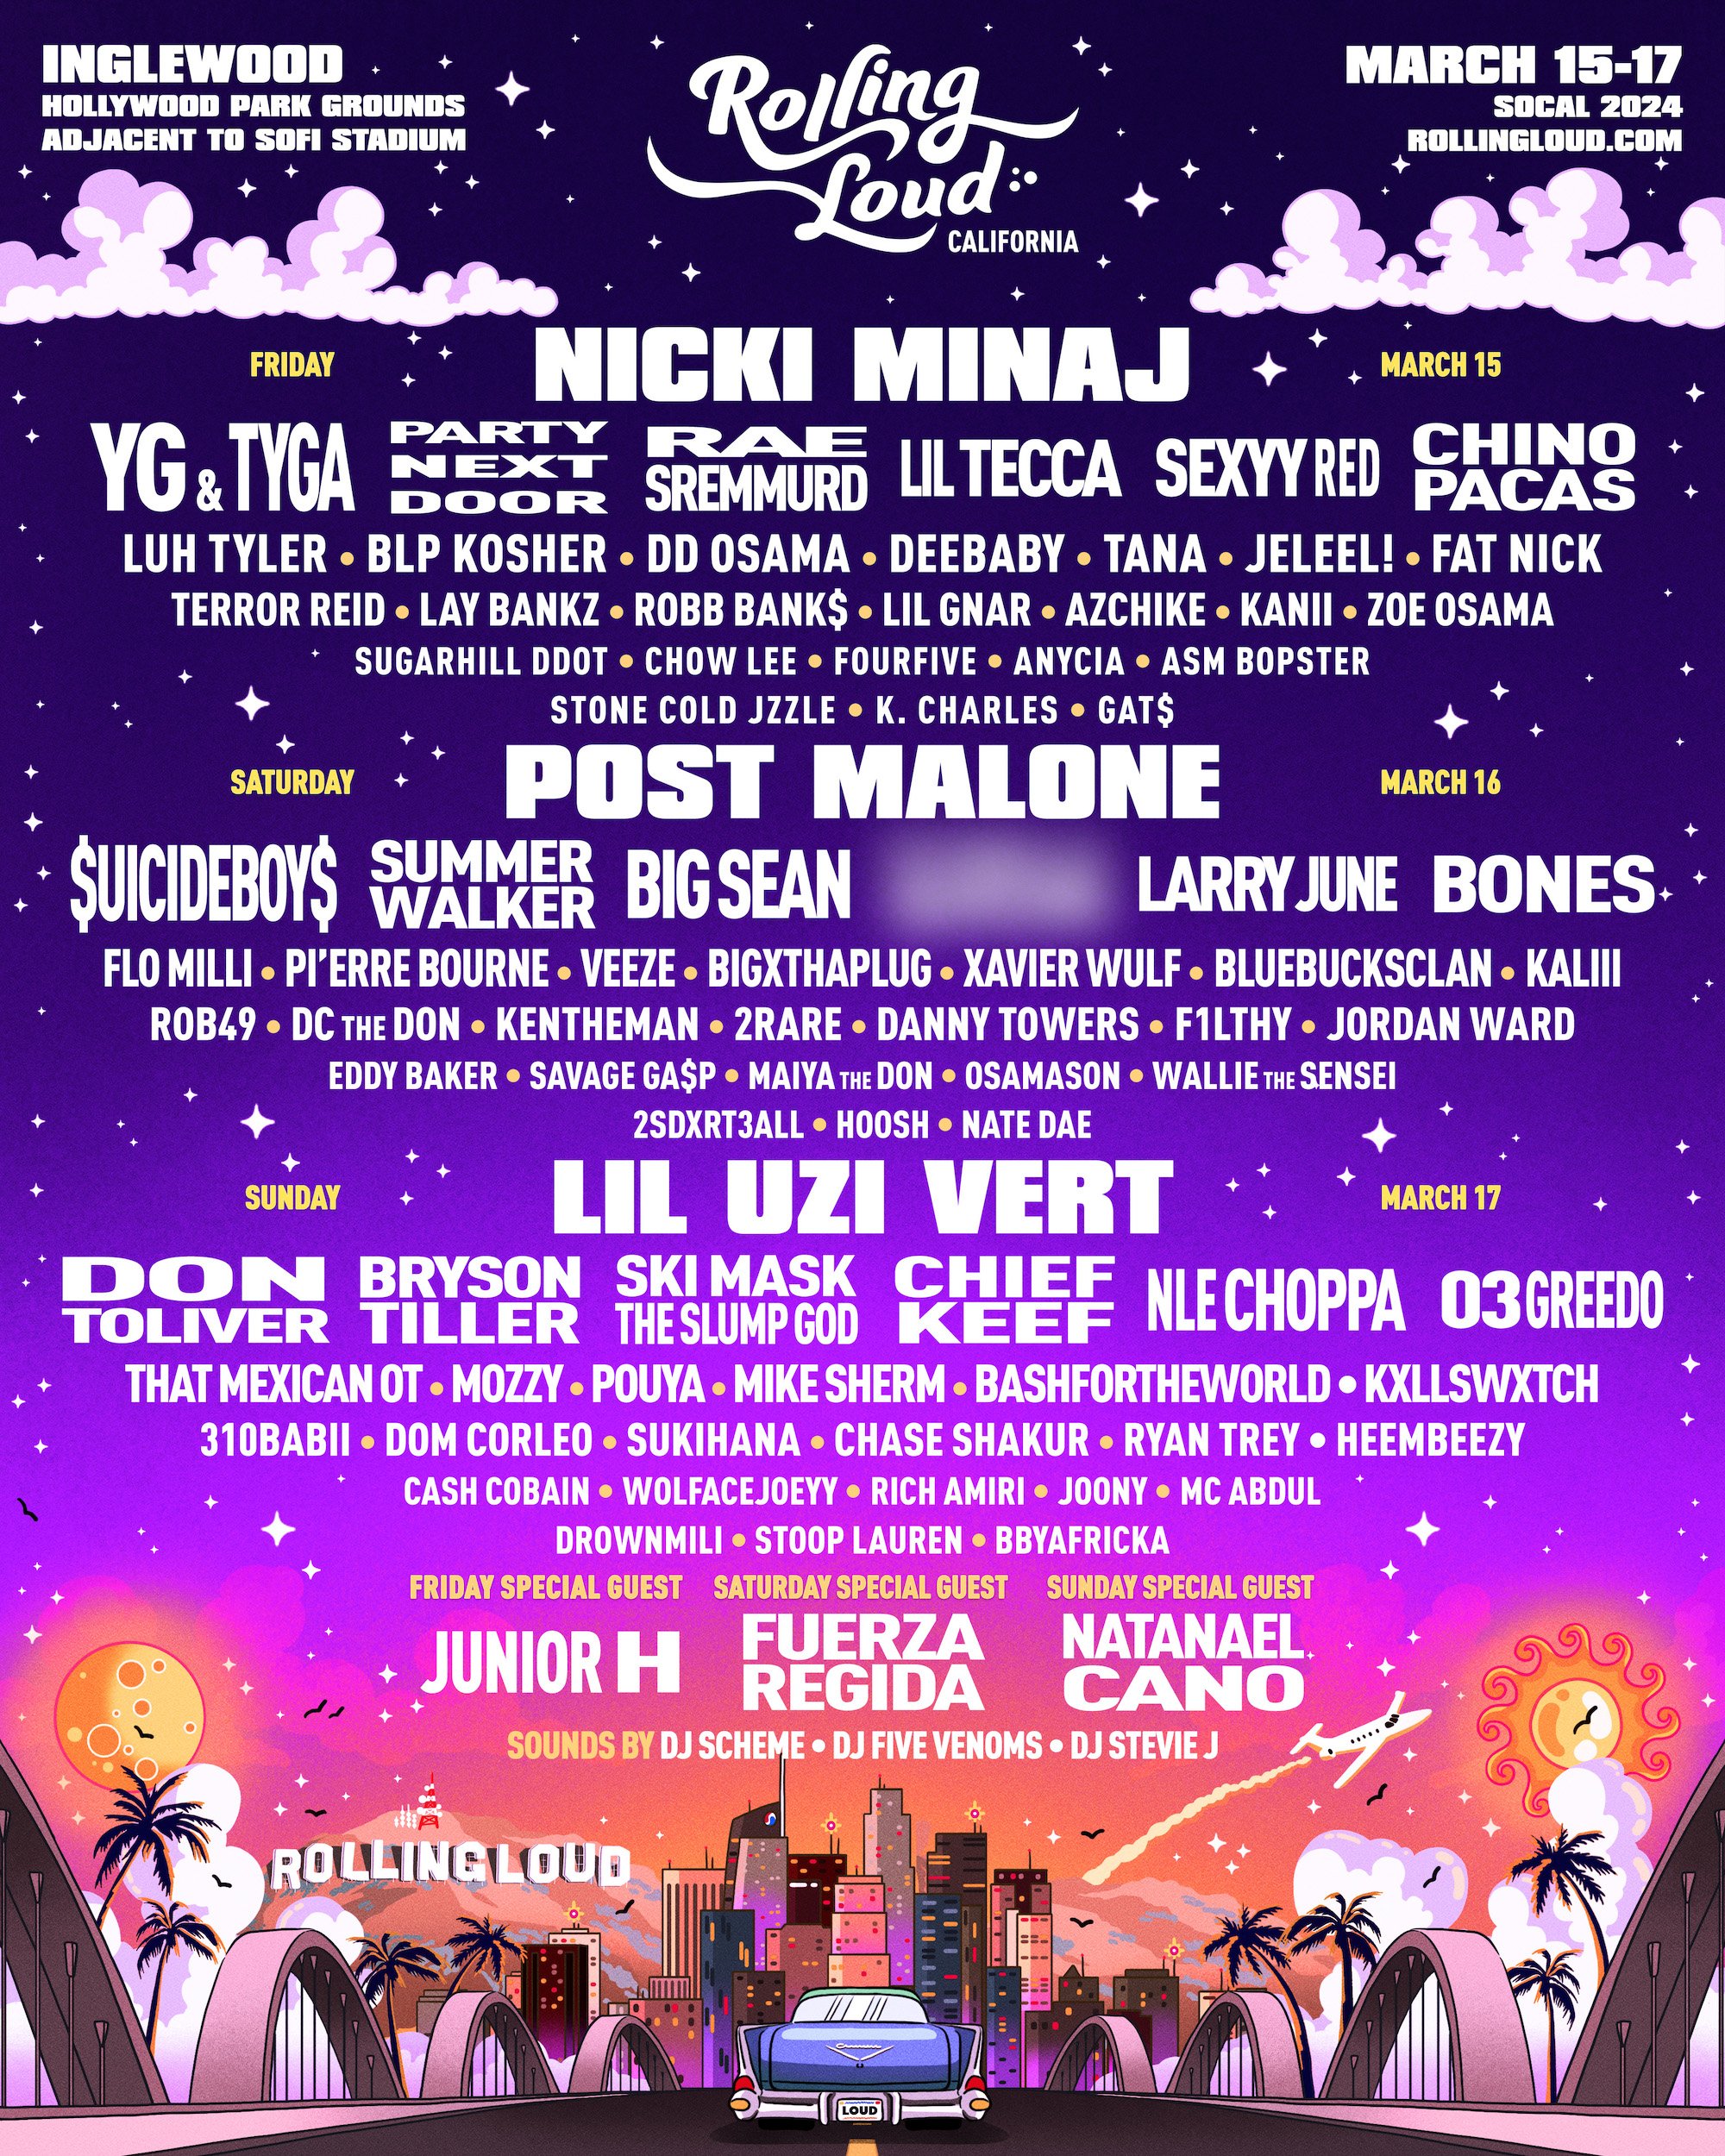 INGLEWOOD
HOLLYWOOD PARK GROUNDS
ADJACENT TO SOFI STADIUM
Rolling
Loud
CALIFORNIA
MARCH 15-17
SOCAL 2024
ROLLINGLOUD.COM
FRIDAY
NICKI MINAJ
MARCH 15
YG & TYGA PARTY NEXT DOOR RAE SREMMURD LIL TECCA SEXYY RED CHINO PACAS
LUH TYLER • BLP KOSHER • DD OSAMA • DEEBABY • TANA • JELEEL! • FAT NICK
TERROR REID • LAY BANKZ • ROBB BANK$ • LIL GNAR • AZCHIKE • KANII • ZOE OSAMA
SUGARHILL DDOT • CHOW LEE • FOURFIVE • ANYCIA • ASM BOPSTER
STONE COLD JZZLE • K. CHARLES • GAT$
SATURDAY
POST MALONE
MARCH 16
$UICIDEBOY$ SUMMER WALKER BIG SEAN LARRY JUNE BONES
FLO MILLI • PI'ERRE BOURNE • VEEZE • BIGXTHAPLUG • XAVIER WULF • BLUEBUCKSCLAN • KALIII
ROB49 • DC THE DON • KENTHEMAN • 2RARE • DANNY TOWERS • F1LTHY • JORDAN WARD
EDDY BAKER • SAVAGE GA$P • MAIYA THE DON • OSAMASON • WALLIE THE SENSEI
2SDXRT3ALL • HOOSH • NATE DAE
SUNDAY
LIL UZI VERT
MARCH 17
DON TOLIVER BRYSON TILLER SKI MASK THE SLUMP GOD CHIEF KEEF NLE CHOPPA 03 GREEDO
THAT MEXICAN OT • MOZZY • POUYA • MIKE SHERM • BASHFORTHEWORLD • KXLLSWXTCH
310BABII • DOM CORLEO • SUKIHANA • CHASE SHAKUR • RYAN TREY • HEEMBEEZY
CASH COBAIN • WOLFACEJOEYY • RICH AMIRI • JOONY • MC ABDUL
DROWNMILI • STOOP LAUREN • BBYAFRICKA
FRIDAY SPECIAL GUEST SATURDAY SPECIAL GUEST SUNDAY SPECIAL GUEST
JUNIOR H FUERZA REGIDA NATANAEL CANO
SOUNDS BY DJ SCHEME • DJ FIVE VENOMS • DJ STEVIE J
ROLLING LOUD
LOUD